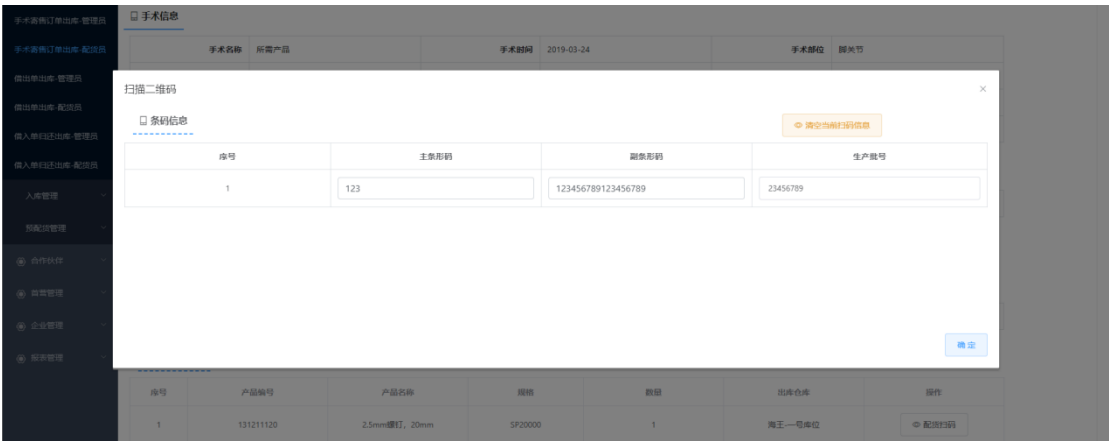 手术销售订单出库-管理员
手术信息
手术销售订单出库-配货员
手术名称 所需产品 手术时间 2019-03-24 手术部位 脚关节
借出单出库-管理员
扫描二维码 ×
借出单出库-配货员
条码信息 清空当前扫码信息
借入单归还出库-管理员
序号 主条形码 副条形码 生产批号
借入单归还出库-配货员
1 123 123456789123456789 23456789
入库管理
预配货管理
合作伙伴
自营管理
企业管理
确定
报表管理
序号 产品编号 产品名称 规格 数量 出库仓库 操作
1 131211120 2.5mm螺钉，20mm SP20000 1 海王-一号库位 配货扫码